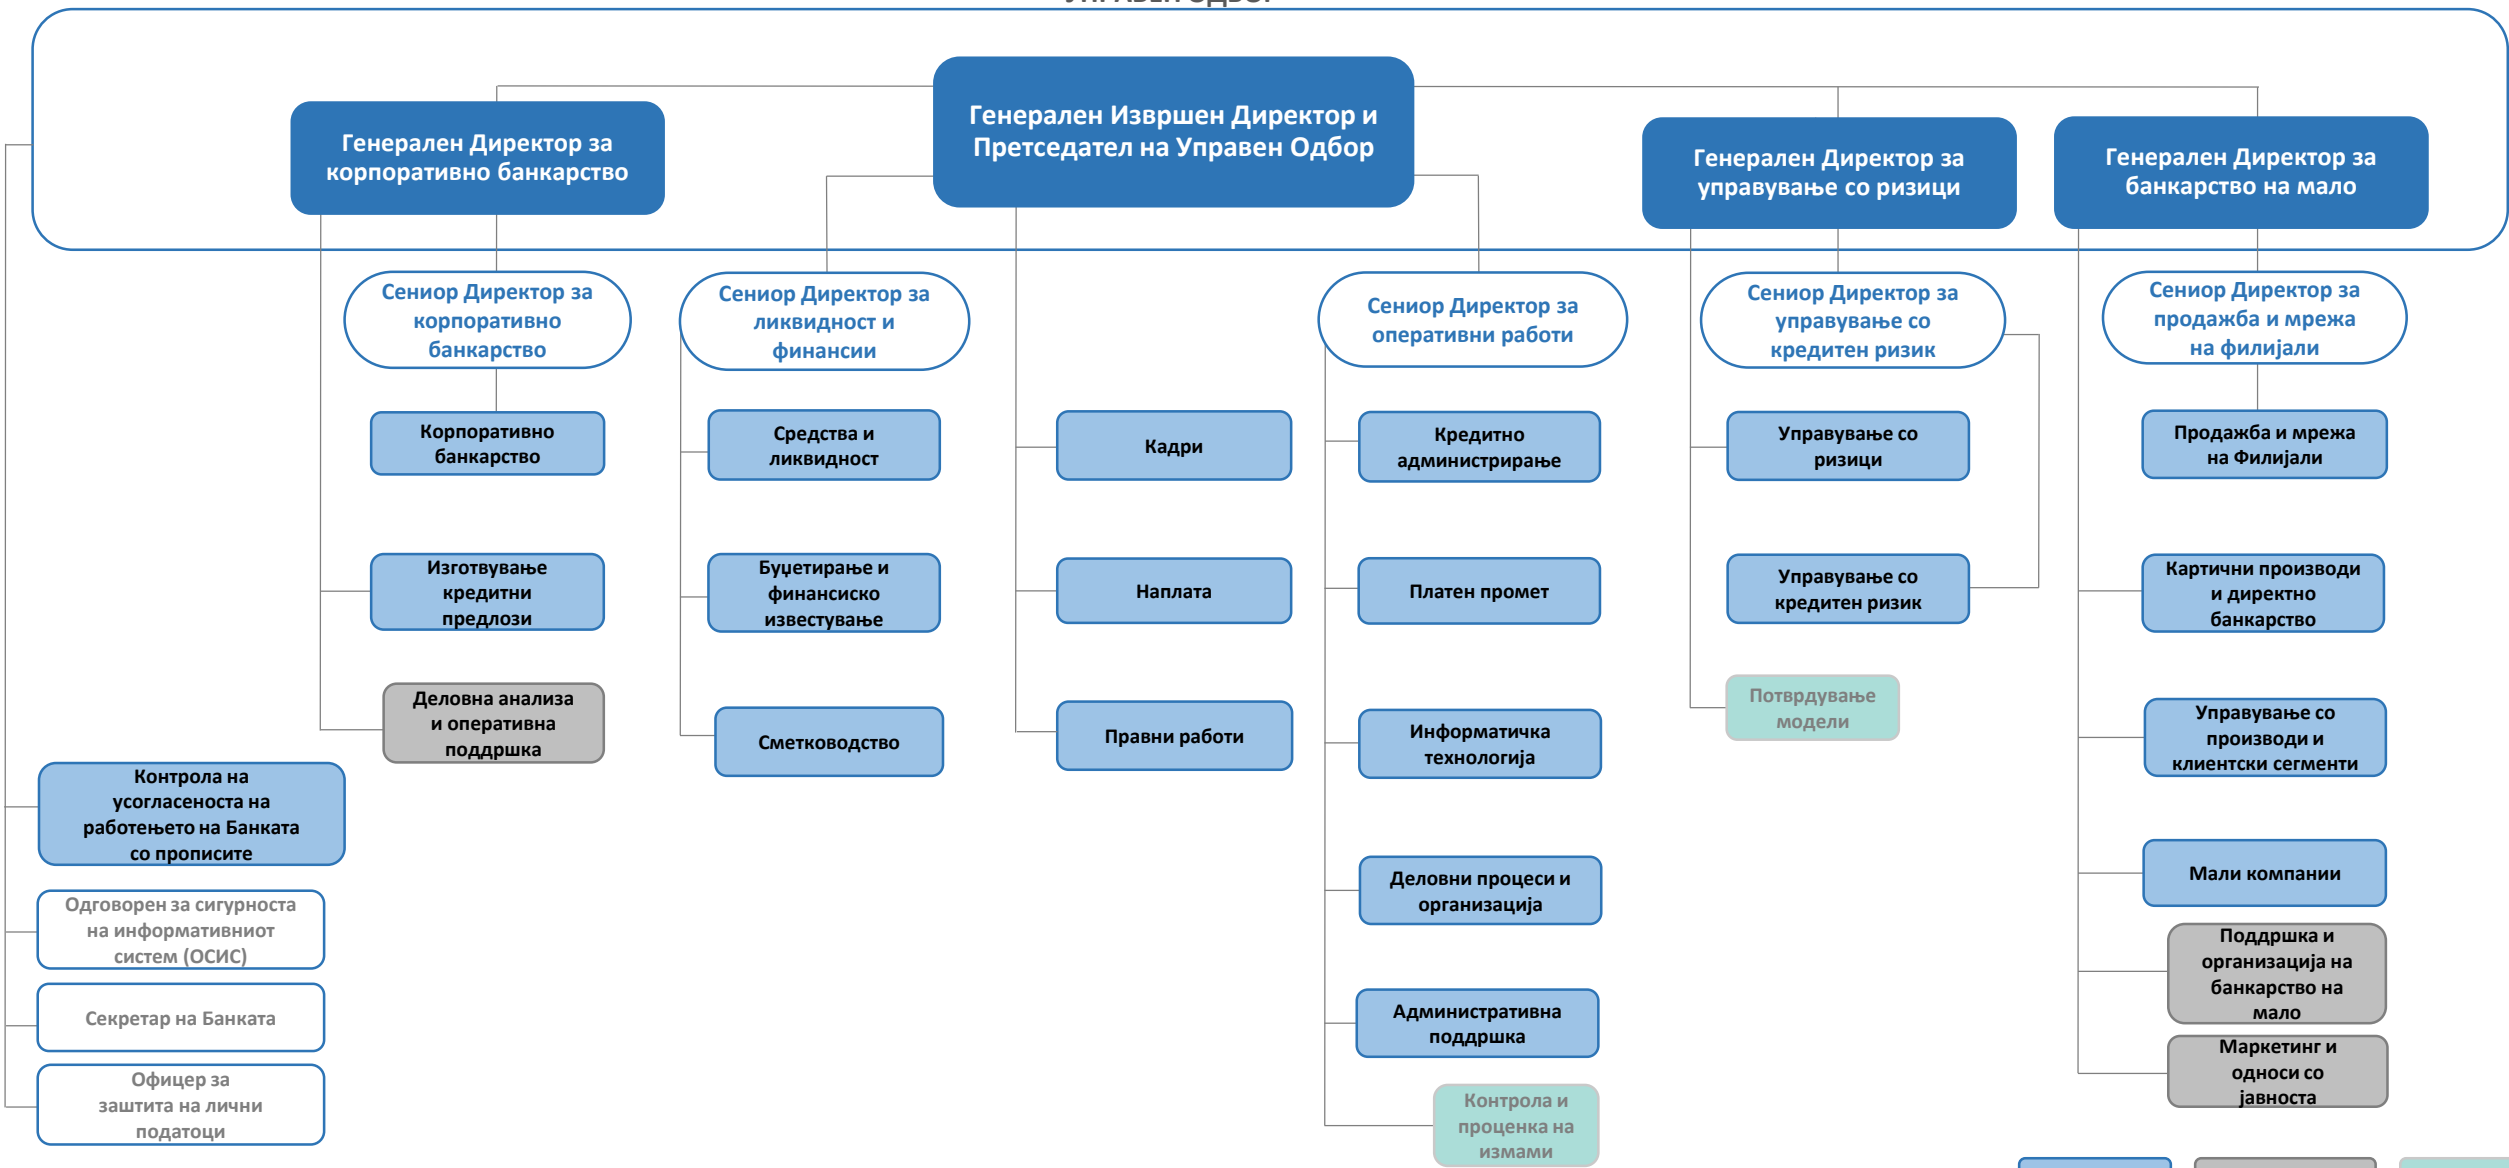 УПРАВЕН ОДБОР
Генерален Извршен Директор и
Претседател на Управен Одбор
Генерален Директор за
корпоративно банкарство
Генерален Директор за
управување со ризици
Генерален Директор за
банкарство на мало
Сениор Директор за
корпоративно
банкарство
Сениор Директор за
ликвидност и
финансии
Сениор Директор за
оперативни работи
Сениор Директор за
управување со
кредитен ризик
Сениор Директор за
продажба и мрежа
на филијали
Корпоративно
банкарство
Средства и
ликвидност
Кадри
Кредитно
администрирање
Управување со
ризици
Продажба и мрежа
на Филијали
Изготвување
кредитни
предлози
Буџетирање и
финансиско
известување
Наплата
Платен промет
Управување со
кредитен ризик
Картични производи
и директно
банкарство
Деловна анализа
и оперативна
поддршка
Сметководство
Правни работи
Информатичка
технологија
Потврдување
модели
Управување со
производи и
клиентски сегменти
Контрола на
усогласеноста на
работењето на Банката
со прописите
Деловни процеси и
организација
Мали компании
Одговорен за сигурноста
на информативниот
систем (ОСИС)
Поддршка и
организација на
банкарство на
мало
Секретар на Банката
Административна
поддршка
Маркетинг и
односи со
јавноста
Офицер за
заштита на лични
податоци
Контрола и
проценка на
измами